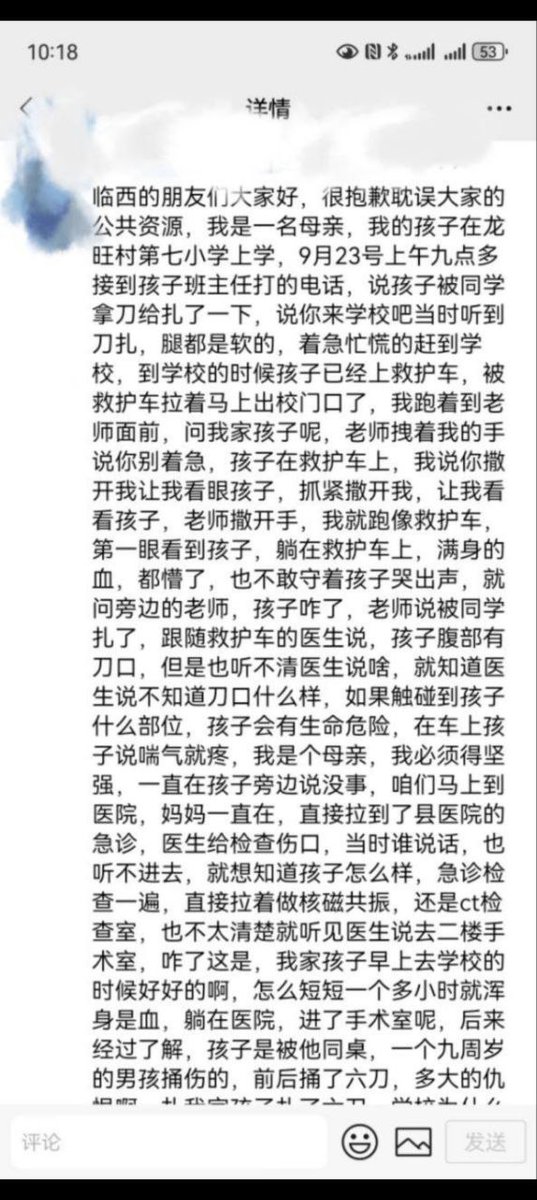 10:18
53
详情
临西的朋友们大家好，很抱歉耽误大家的
公共资源，我是一名母亲，我的孩子在龙
旺村第七小学上学，9月23号上午九点多
接到孩子班主任打的电话，说孩子被同学
拿刀给扎了一下，说你来学校吧当时听到
刀扎，腿都是软的，着急忙慌的赶到学
校，到学校的时候孩子已经上救护车，被
救护车拉着马上出校门口了，我跑着到老
师面前，问我家孩子呢，老师拽着我的手
说你别着急，孩子在救护车上，我说你撒
开我让我看眼孩子，抓紧撒开我，让我看
看孩子，老师撒开手，我就跑像救护车，
第一眼看到孩子，躺在救护车上，满身的
血，都懵了，也不敢守着孩子哭出声，就
问旁边的老师，孩子咋了，老师说被同学
扎了，跟随救护车的医生说，孩子腹部有
刀口，但是也听不清医生说啥，就知道医
生说不知道刀口什么样，如果触碰到孩子
什么部位，孩子会有生命危险，在车上孩
子说喘气就疼，我是个母亲，我必须得坚
强，一直在孩子旁边说没事，咱们马上到
医院，妈妈一直在，直接拉到了县医院的
急诊，医生给检查伤口，当时谁说话，也
听不进去，就想知道孩子怎么样，急诊检
查一遍，直接拉着做核磁共振，还是ct检
查室，也不太清楚就听见医生说去二楼手
术室，咋了这是，我家孩子早上去学校的
时候好好的啊，怎么短短一个多小时就浑
身是血，躺在医院，进了手术室呢，后来
经过了解，孩子是被他同桌，一个九周岁
的男孩捅伤的，前后捅了六刀，多大的仇
恨啊，扎我家孩子扎了六刀，学校为什么
评论
发送